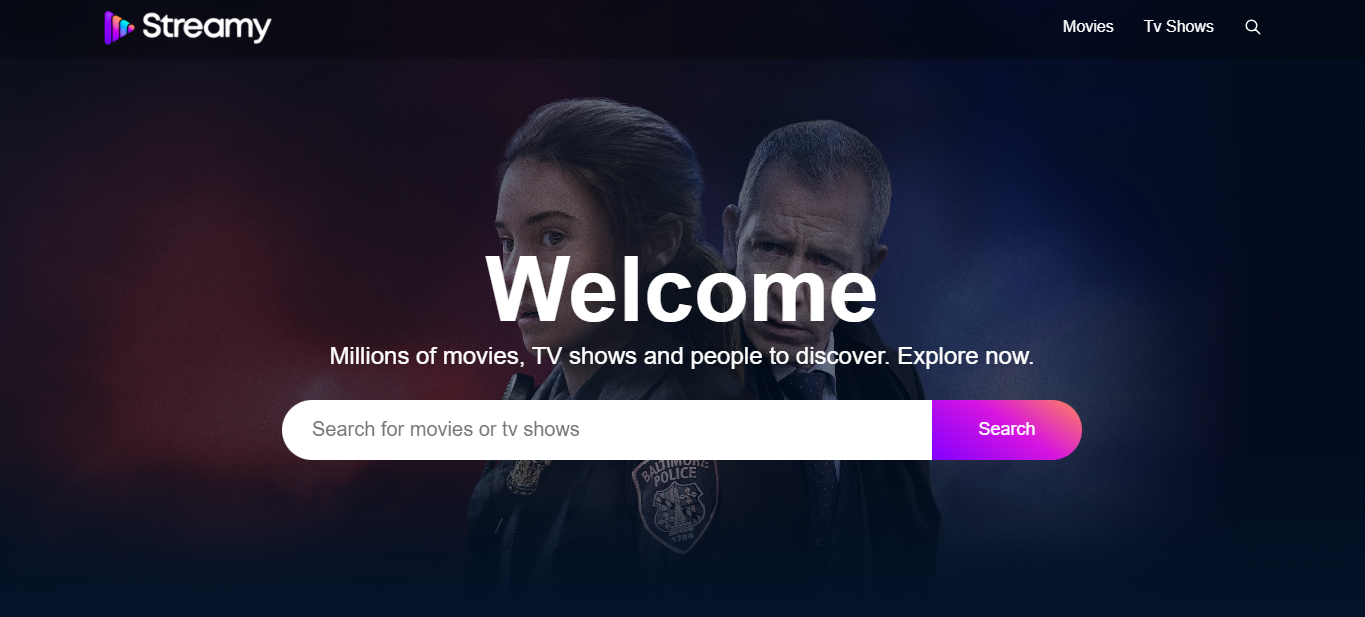 Streamy
Movies
Tv Shows
Welcome
Millions of movies, TV shows and people to discover. Explore now.
Search for movies or tv shows
Search
BALTIMORE
POLICE
1784